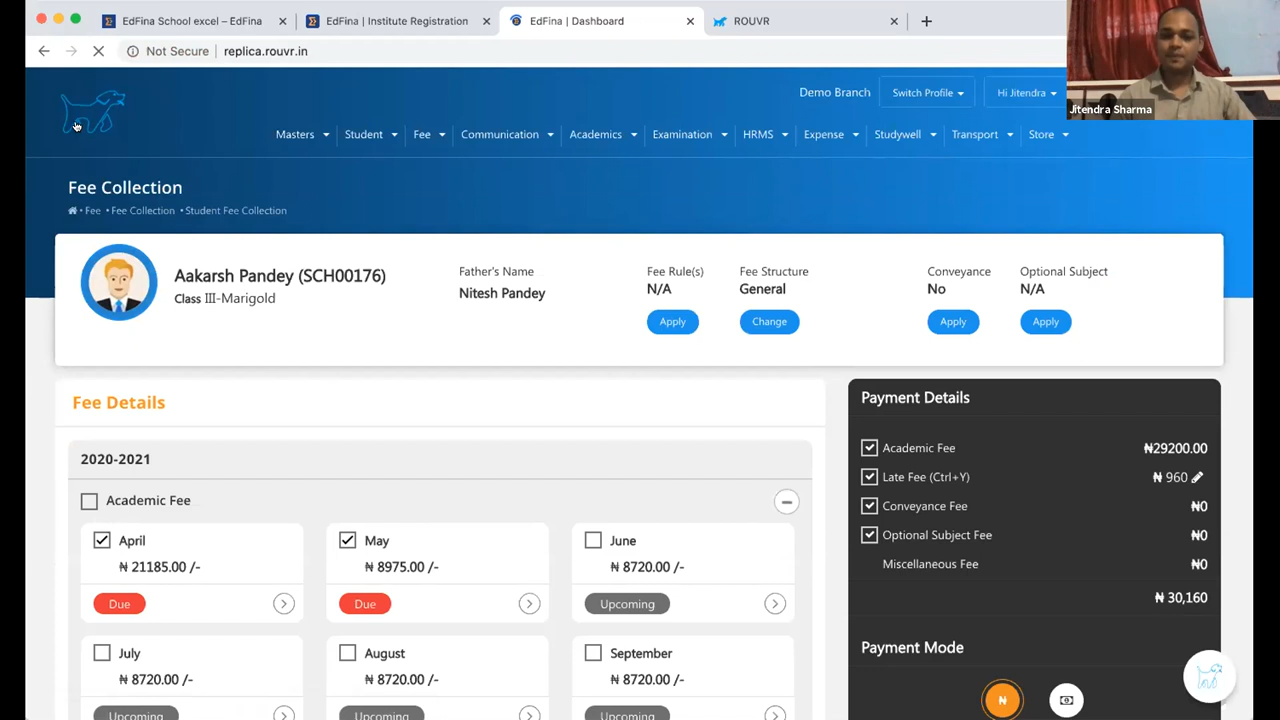 EdFina School excel – EdFina
EdFina | Institute Registration
EdFina | Dashboard
ROUVR
Not Secure
replica.rouvr.in
Jitendra Sharma
Demo Branch
Switch Profile
Hi Jitendra
Masters
Student
Fee
Communication
Academics
Examination
HRMS
Expense
Studywell
Transport
Store
Fee Collection
• Fee • Fee Collection • Student Fee Collection
Aakarsh Pandey (SCH00176)
Class III-Marigold
Father's Name
Nitesh Pandey
Fee Rule(s)
N/A
Apply
Fee Structure
General
Change
Conveyance
No
Apply
Optional Subject
N/A
Apply
Fee Details
2020-2021
Academic Fee
April
₦ 21185.00 /-
Due
May
₦ 8975.00 /-
Due
June
₦ 8720.00 /-
Upcoming
July
₦ 8720.00 /-
Upcoming
August
₦ 8720.00 /-
Upcoming
September
₦ 8720.00 /-
Upcoming
Payment Details
Academic Fee ₦29200.00
Late Fee (Ctrl+Y) ₦ 960
Conveyance Fee ₦0
Optional Subject Fee ₦0
Miscellaneous Fee ₦0
₦ 30,160
Payment Mode
₦